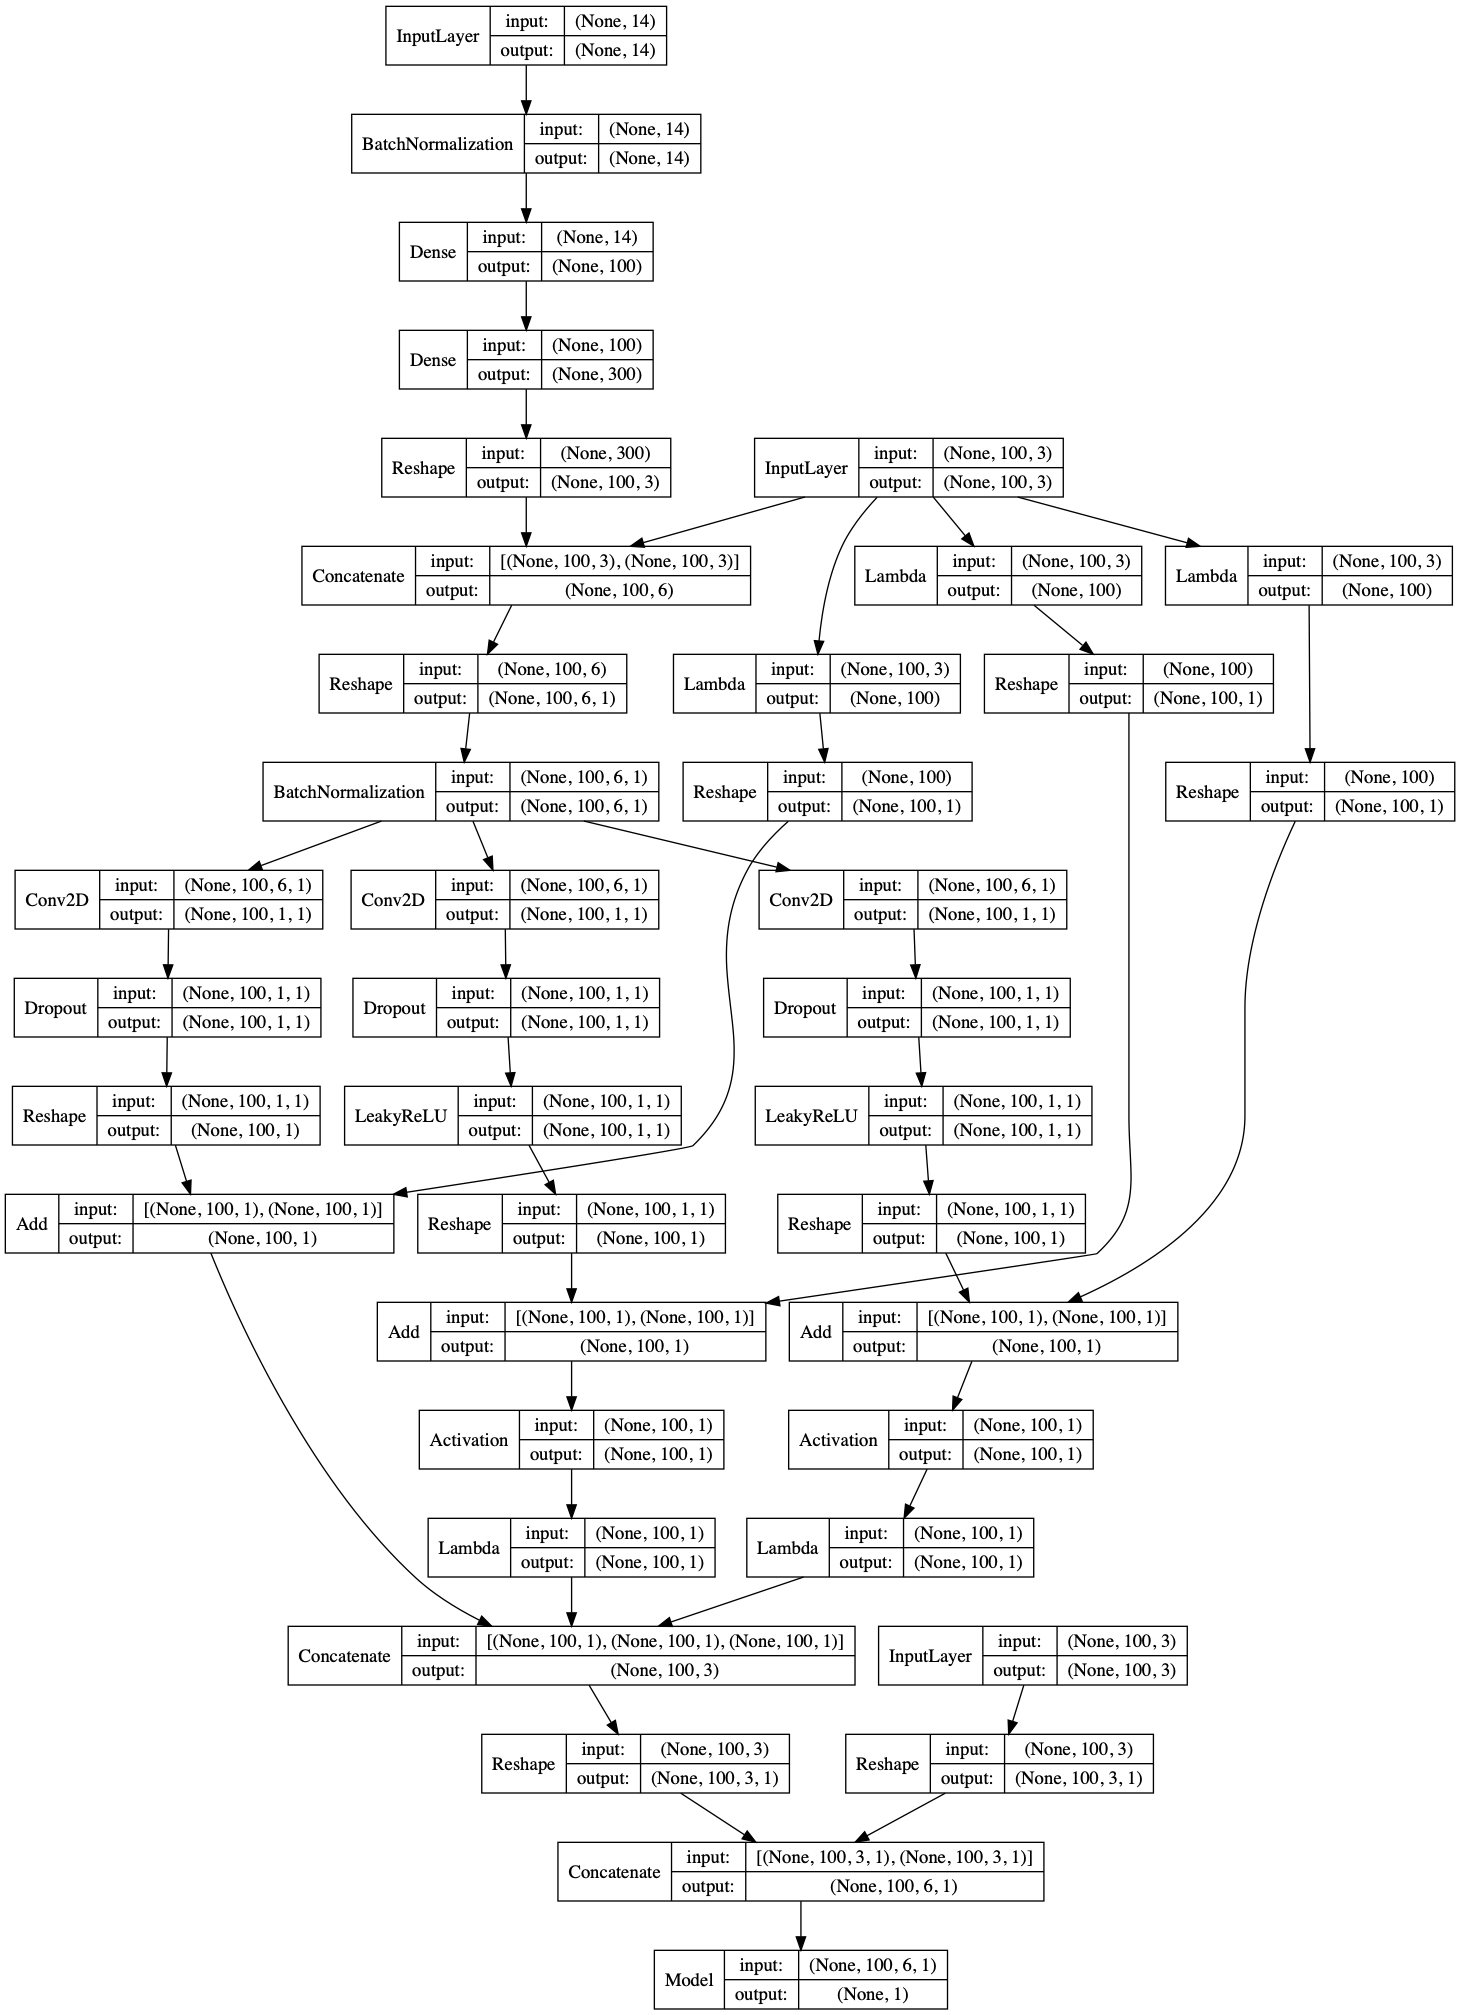 InputLayer input: (None, 14)
output: (None, 14)
BatchNormalization input: (None, 14)
output: (None, 14)
Dense input: (None, 14)
output: (None, 100)
Dense input: (None, 100)
output: (None, 300)
Reshape input: (None, 300)
output: (None, 100, 3)
InputLayer input: (None, 100, 3)
output: (None, 100, 3)
Concatenate input: [(None, 100, 3), (None, 100, 3)]
output: (None, 100, 6)
Lambda input: (None, 100, 3)
output: (None, 100)
Lambda input: (None, 100, 3)
output: (None, 100)
Reshape input: (None, 100, 6)
output: (None, 100, 6, 1)
Lambda input: (None, 100, 3)
output: (None, 100)
Reshape input: (None, 100)
output: (None, 100, 1)
BatchNormalization input: (None, 100, 6, 1)
output: (None, 100, 6, 1)
Reshape input: (None, 100)
output: (None, 100, 1)
Reshape input: (None, 100)
output: (None, 100, 1)
Conv2D input: (None, 100, 6, 1)
output: (None, 100, 1, 1)
Conv2D input: (None, 100, 6, 1)
output: (None, 100, 1, 1)
Conv2D input: (None, 100, 6, 1)
output: (None, 100, 1, 1)
Dropout input: (None, 100, 1, 1)
output: (None, 100, 1, 1)
Dropout input: (None, 100, 1, 1)
output: (None, 100, 1, 1)
Dropout input: (None, 100, 1, 1)
output: (None, 100, 1, 1)
Reshape input: (None, 100, 1, 1)
output: (None, 100, 1)
LeakyReLU input: (None, 100, 1, 1)
output: (None, 100, 1, 1)
LeakyReLU input: (None, 100, 1, 1)
output: (None, 100, 1, 1)
Add input: [(None, 100, 1), (None, 100, 1)]
output: (None, 100, 1)
Reshape input: (None, 100, 1, 1)
output: (None, 100, 1)
Reshape input: (None, 100, 1, 1)
output: (None, 100, 1)
Add input: [(None, 100, 1), (None, 100, 1)]
output: (None, 100, 1)
Add input: [(None, 100, 1), (None, 100, 1)]
output: (None, 100, 1)
Activation input: (None, 100, 1)
output: (None, 100, 1)
Activation input: (None, 100, 1)
output: (None, 100, 1)
Lambda input: (None, 100, 1)
output: (None, 100, 1)
Lambda input: (None, 100, 1)
output: (None, 100, 1)
Concatenate input: [(None, 100, 1), (None, 100, 1), (None, 100, 1)]
output: (None, 100, 3)
InputLayer input: (None, 100, 3)
output: (None, 100, 3)
Reshape input: (None, 100, 3)
output: (None, 100, 3, 1)
Reshape input: (None, 100, 3)
output: (None, 100, 3, 1)
Concatenate input: [(None, 100, 3, 1), (None, 100, 3, 1)]
output: (None, 100, 6, 1)
Model input: (None, 100, 6, 1)
output: (None, 1)